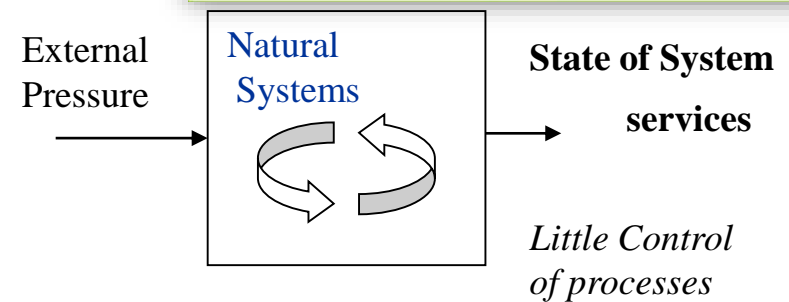 External
Pressure
Natural
Systems
State of System
services
Little Control
of processes